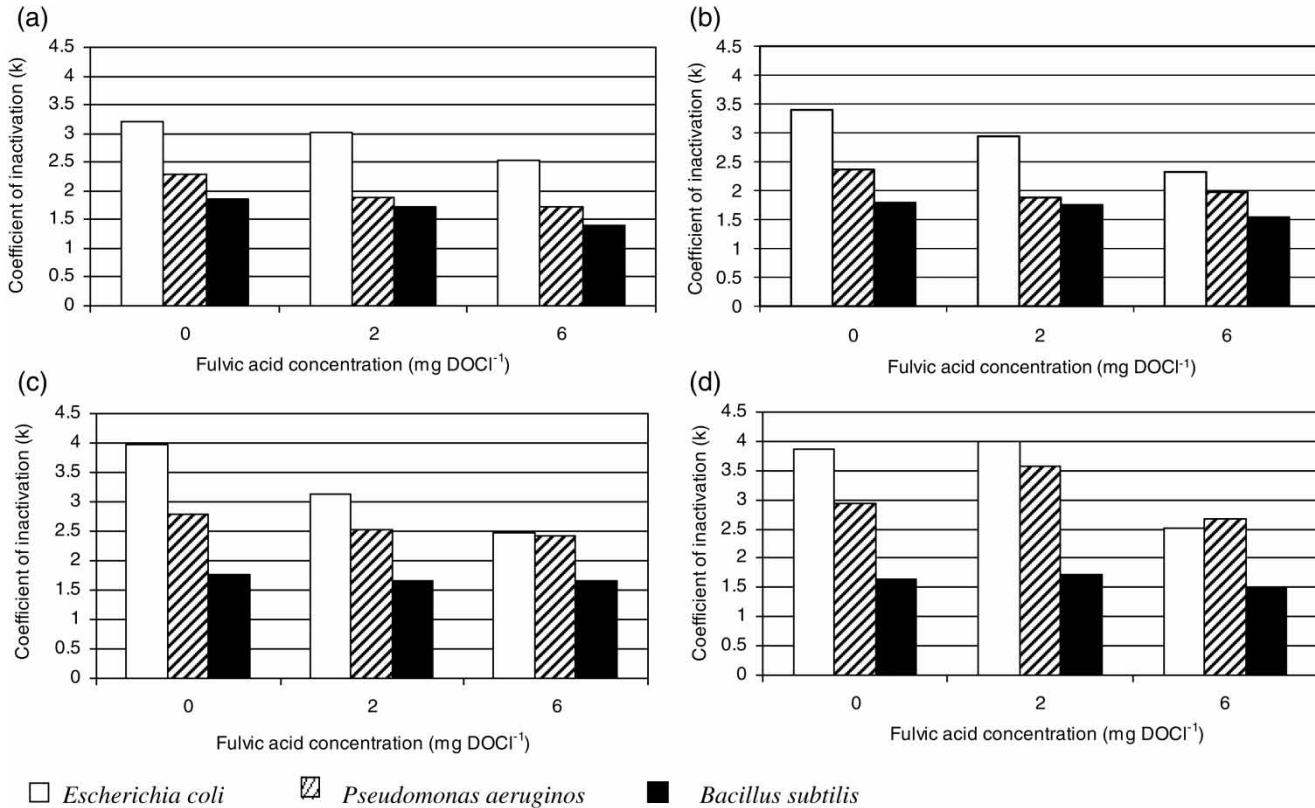 (a)
Coefficient of inactivation (k)
4.5
4
3.5
3
2.5
2
1.5
1
0.5
0
0 2 6
Fulvic acid concentration (mg DOCl⁻¹)
(b)
Coefficient of inactivation (k)
4.5
4
3.5
3
2.5
2
1.5
1
0.5
0
0 2 6
Fulvic acid concentration (mg DOCl⁻¹)
(c)
Coefficient of inactivation (k)
4.5
4
3.5
3
2.5
2
1.5
1
0.5
0
0 2 6
Fulvic acid concentration (mg DOCl⁻¹)
(d)
Coefficient of inactivation (k)
4.5
4
3.5
3
2.5
2
1.5
1
0.5
0
0 2 6
Fulvic acid concentration (mg DOCl⁻¹)
Escherichia coli Pseudomonas aeruginos Bacillus subtilis